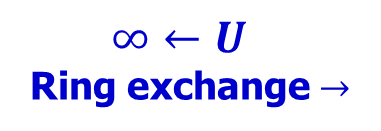 ∞ ← U
Ring exchange →